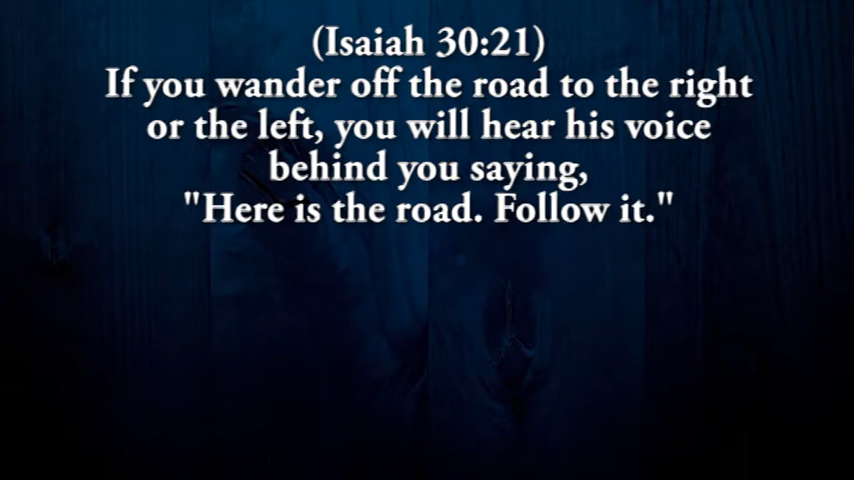 (Isaiah 30:21)
If you wander off the road to the right
or the left, you will hear his voice
behind you saying,
"Here is the road. Follow it."